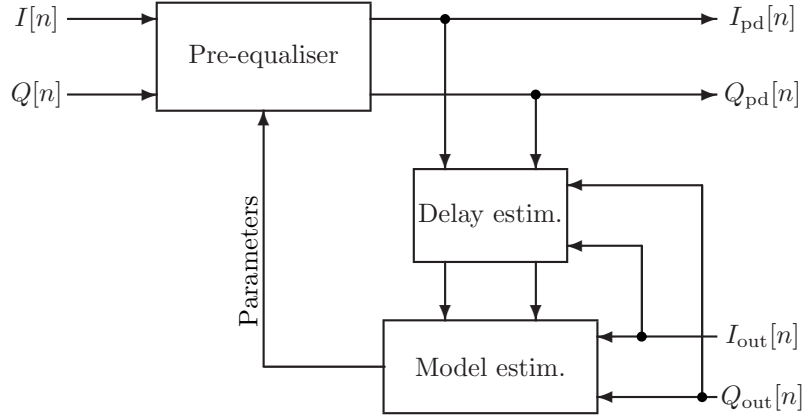 I[n]
Pre-equaliser
I_pd[n]
Q[n]
Q_pd[n]
Delay estim.
Parameters
I_out[n]
Model estim.
Q_out[n]